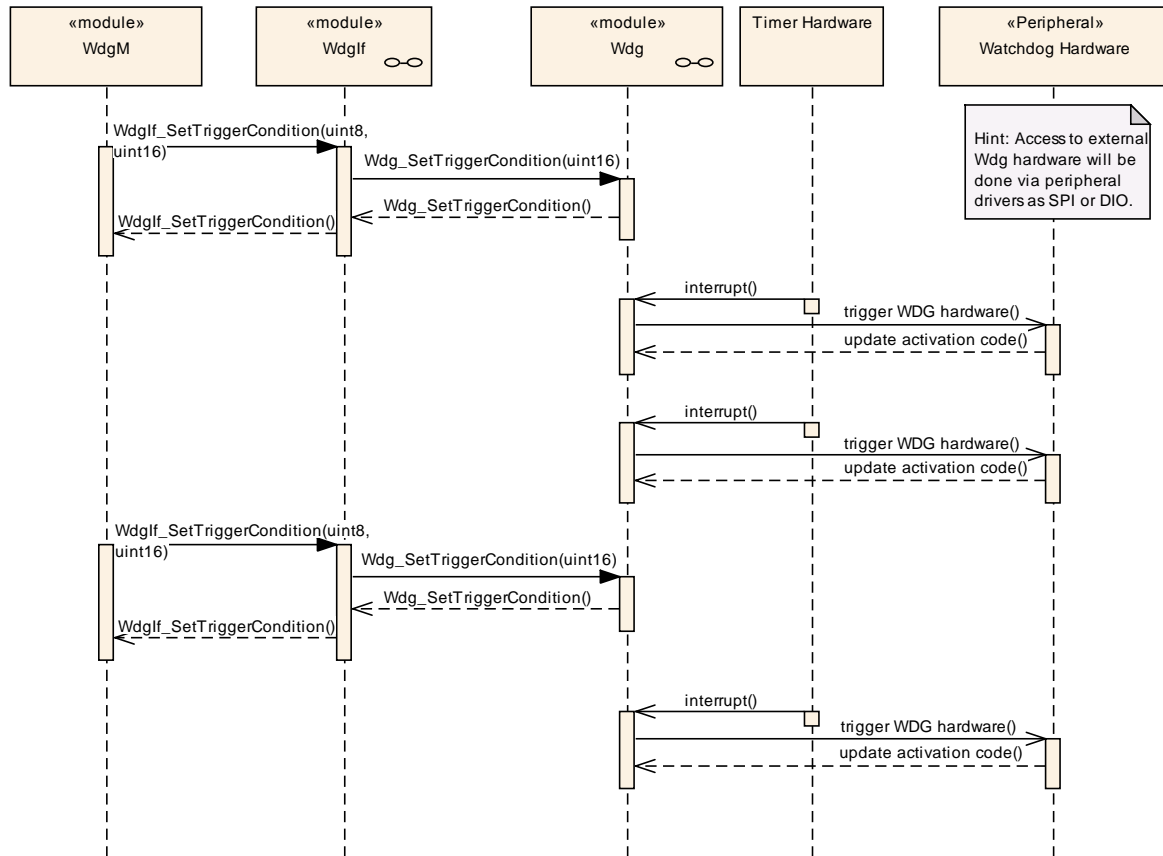 «module»
WdgM
«module»
WdgIf
«module»
Wdg
Timer Hardware
«Peripheral»
Watchdog Hardware
Hint: Access to external
Wdg hardware will be
done via peripheral
drivers as SPI or DIO.
WdgIf_SetTriggerCondition(uint8,
uint16)
Wdg_SetTriggerCondition(uint16)
Wdg_SetTriggerCondition()
WdgIf_SetTriggerCondition()
interrupt()
trigger WDG hardware()
update activation code()
interrupt()
trigger WDG hardware()
update activation code()
WdgIf_SetTriggerCondition(uint8,
uint16)
Wdg_SetTriggerCondition(uint16)
Wdg_SetTriggerCondition()
WdgIf_SetTriggerCondition()
interrupt()
trigger WDG hardware()
update activation code()